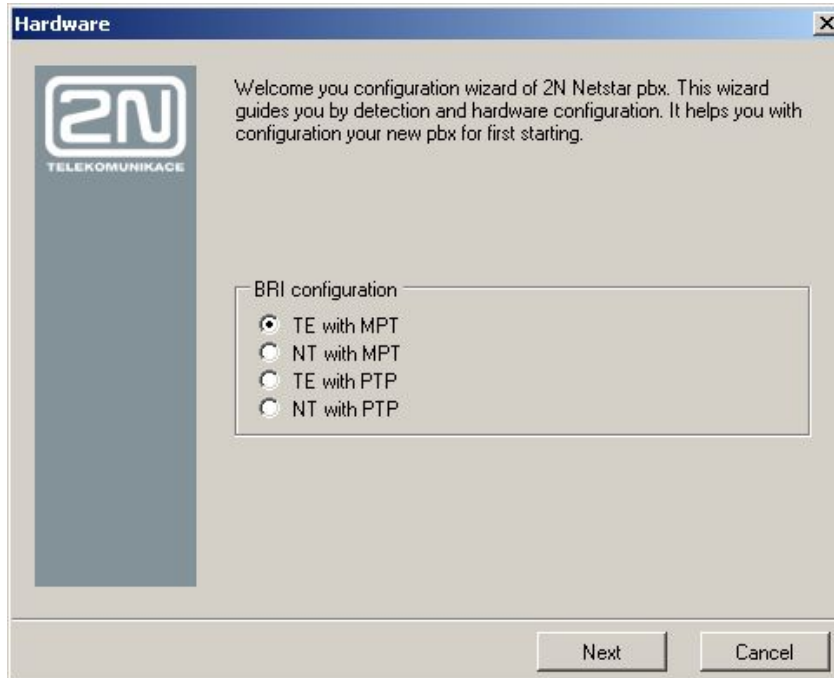 Hardware
2N
TELEKOMUNIKACE
Welcome you configuration wizard of 2N Netstar pbx. This wizard
guides you by detection and hardware configuration. It helps you with
configuration your new pbx for first starting.
BRI configuration
TE with MPT
NT with MPT
TE with PTP
NT with PTP
Next
Cancel